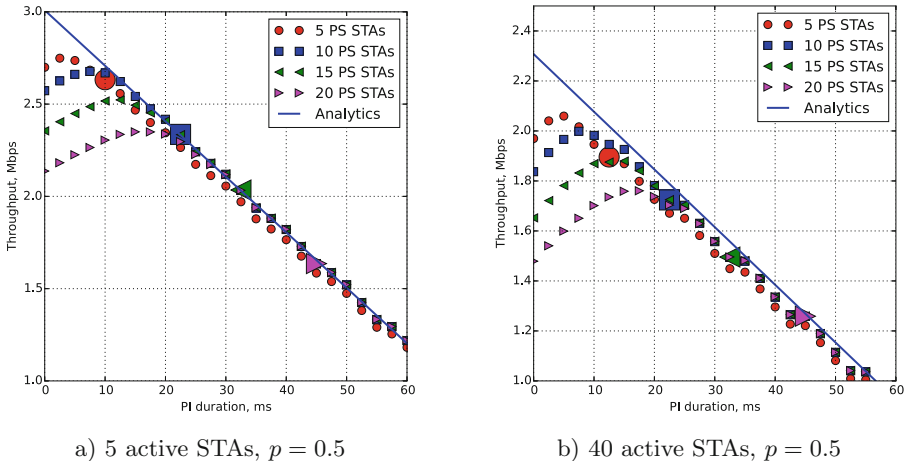 3.0
2.5
2.0
1.5
1.0
Throughput, Mbps
0 10 20 30 40 50 60
PI duration, ms
5 PS STAs
10 PS STAs
15 PS STAs
20 PS STAs
Analytics
a) 5 active STAs, p = 0.5
2.4
2.2
2.0
1.8
1.6
1.4
1.2
1.0
Throughput, Mbps
0 10 20 30 40 50 60
PI duration, ms
5 PS STAs
10 PS STAs
15 PS STAs
20 PS STAs
Analytics
b) 40 active STAs, p = 0.5